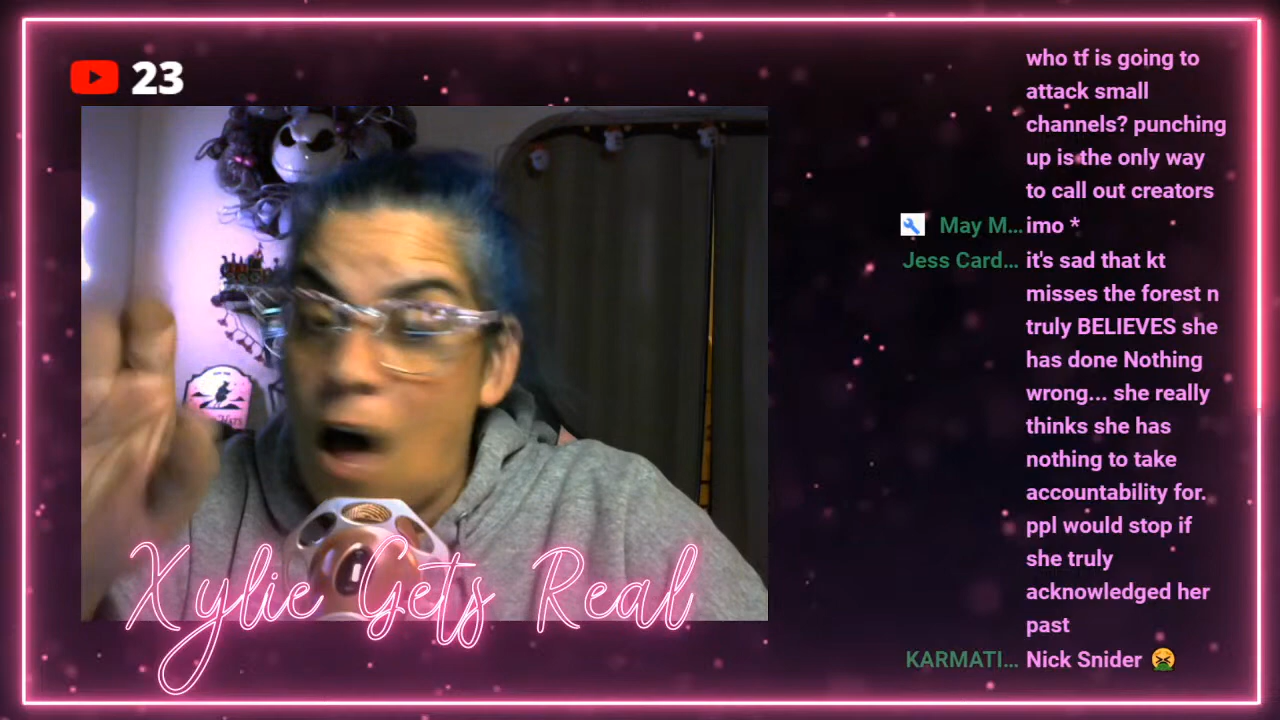 23
who tf is going to
attack small
channels? punching
up is the only way
to call out creators
May M… imo *
Jess Card… it's sad that kt
misses the forest n
truly BELIEVES she
has done Nothing
wrong... she really
thinks she has
nothing to take
accountability for.
ppl would stop if
she truly
acknowledged her
past
KARMATI… Nick Snider 🤮
Xylie Gets Real